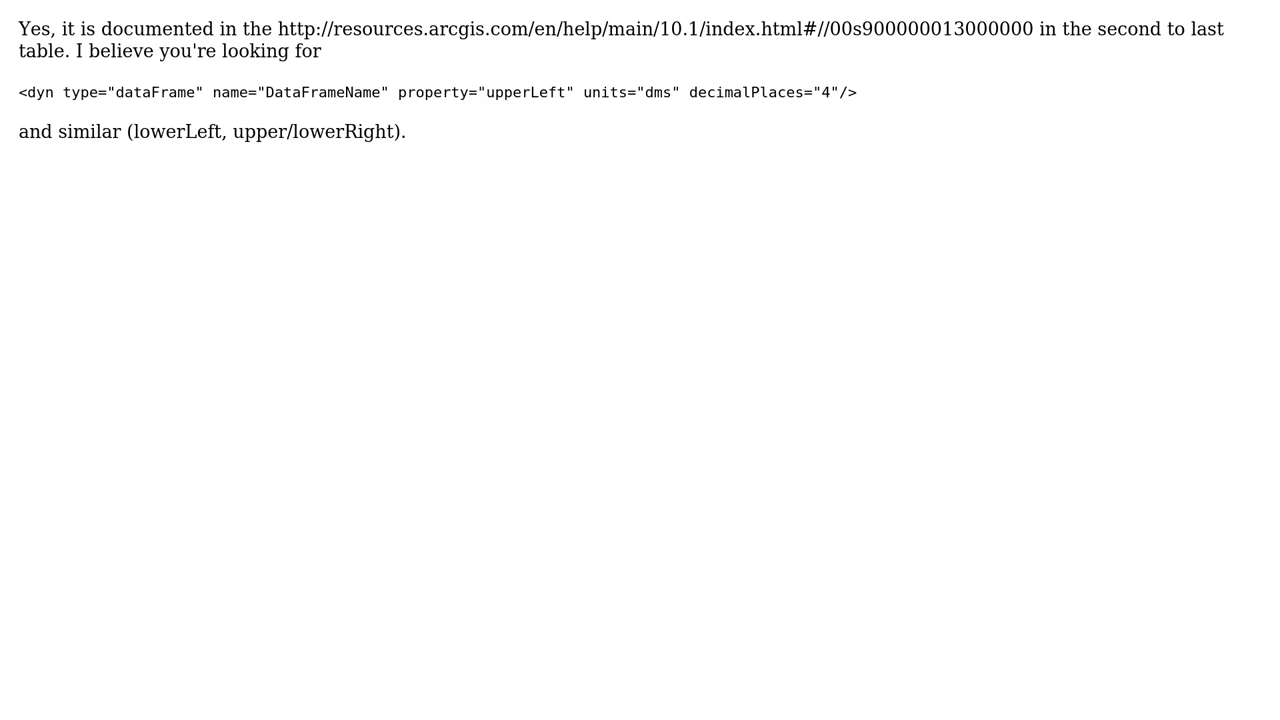 Yes, it is documented in the http://resources.arcgis.com/en/help/main/10.1/index.html#//00s900000013000000 in the second to last
table. I believe you're looking for
<dyn type="dataFrame" name="DataFrameName" property="upperLeft" units="dms" decimalPlaces="4"/>
and similar (lowerLeft, upper/lowerRight).